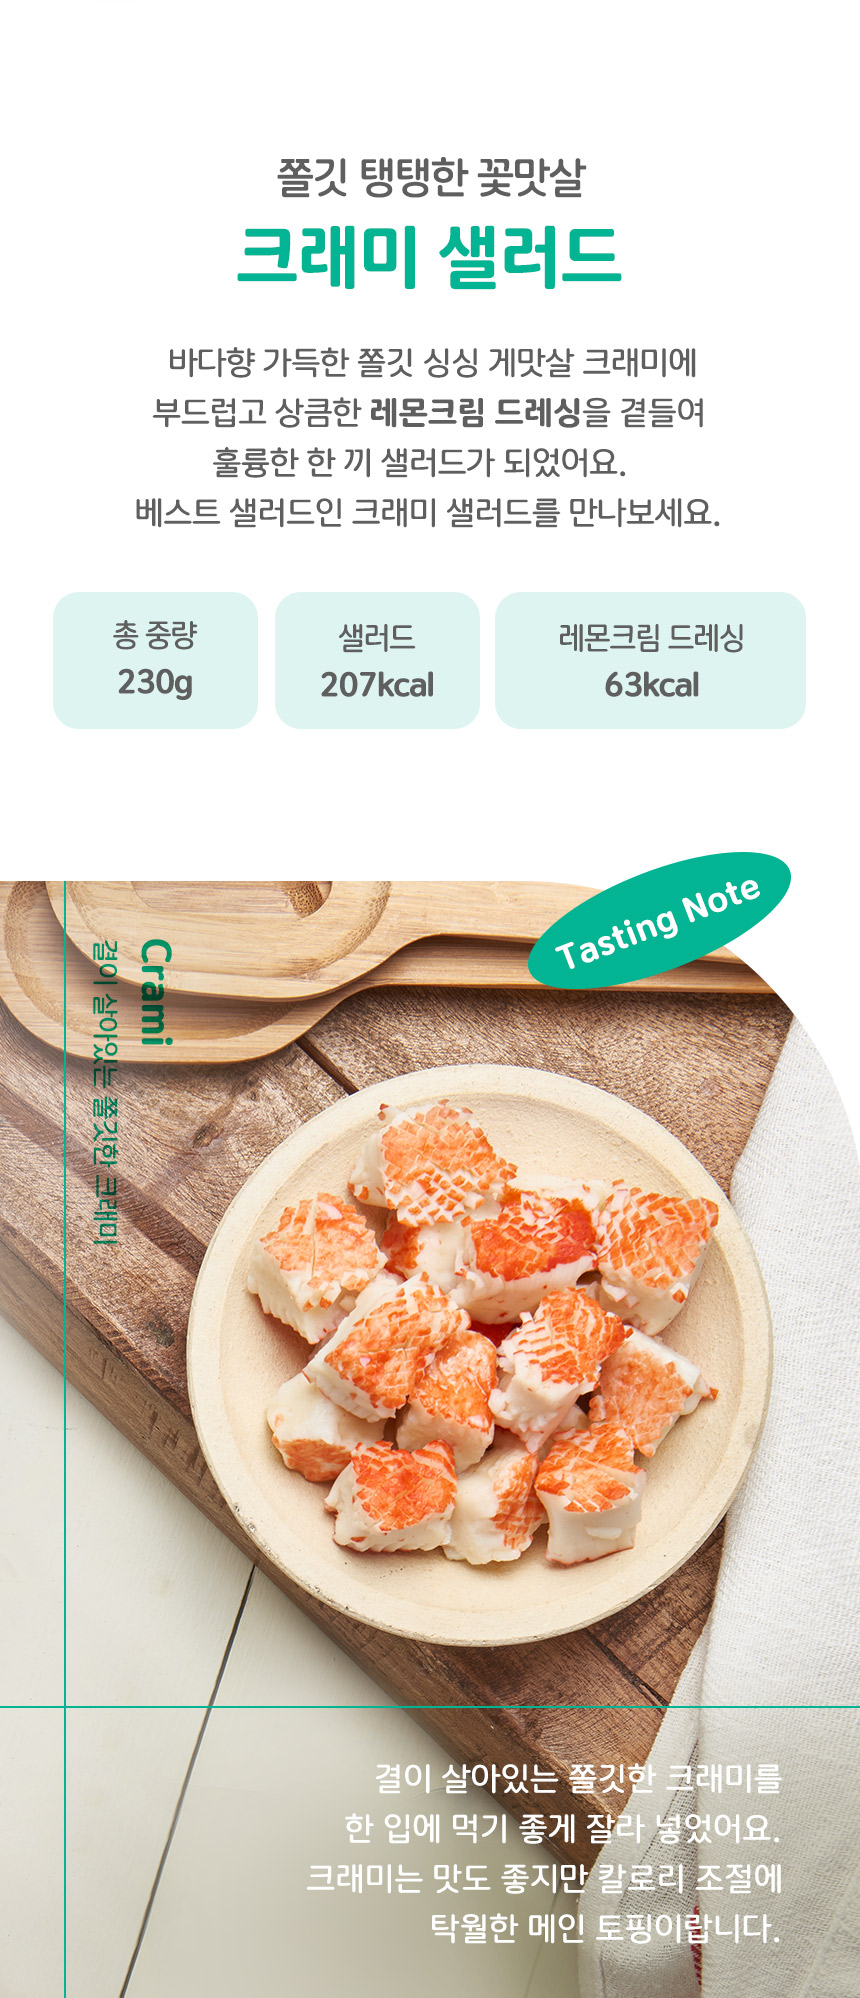 쫄깃 탱탱한 꽃맛살
크래미 샐러드
바다향 가득한 쫄깃 싱싱 게맛살 크래미에
부드럽고 상큼한 레몬크림 드레싱을 곁들여
훌륭한 한 끼 샐러드가 되었어요.
베스트 샐러드인 크래미 샐러드를 만나보세요.
총 중량
230g
샐러드
207kcal
레몬크림 드레싱
63kcal
Tasting Note
Crami
결이 살아있는 쫄깃한 크래미
결이 살아있는 쫄깃한 크래미를
한 입에 먹기 좋게 잘라 넣었어요.
크래미는 맛도 좋지만 칼로리 조절에
탁월한 메인 토핑이랍니다.